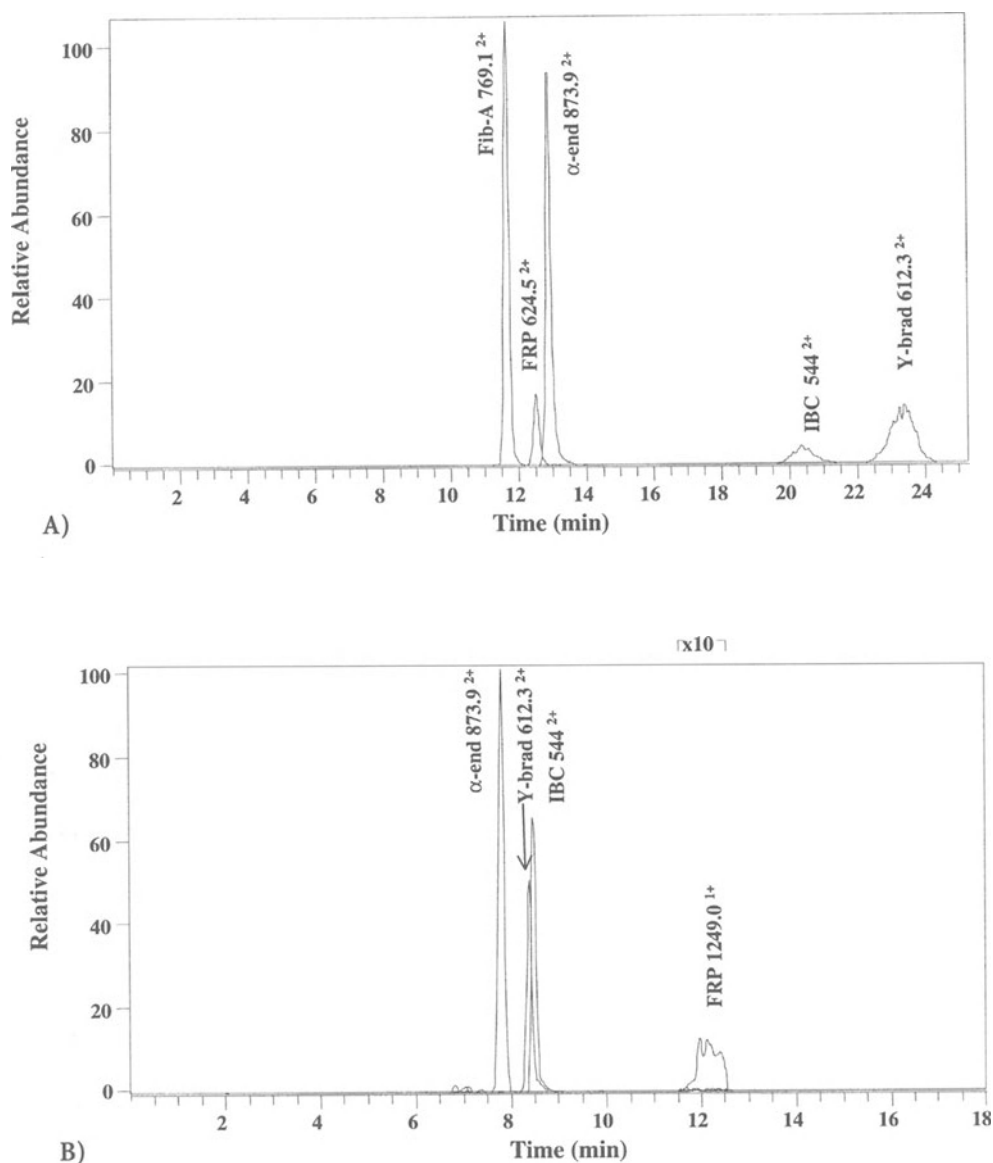 100
80
60
40
20
0
Relative Abundance
Fib-A 769.1 2+
FRP 624.5 2+
α-end 873.9 2+
IBC 544 2+
Y-brad 612.3 2+
2 4 6 8 10 12 14 16 18 20 22 24
Time (min)
A)
x10
100
80
60
40
20
0
Relative Abundance
α-end 873.9 2+
Y-brad 612.3 2+
IBC 544 2+
FRP 1249.0 1+
2 4 6 8 10 12 14 16 18
Time (min)
B)